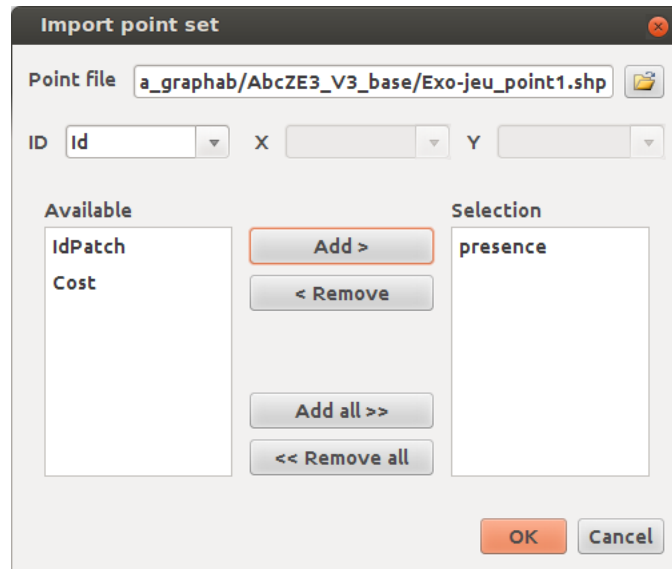 Import point set
Point file a_graphab/AbcZE3_V3_base/Exo-jeu_point1.shp
ID Id X Y
Available Selection
IdPatch Add > presence
Cost
< Remove
Add all >>
<< Remove all
OK Cancel